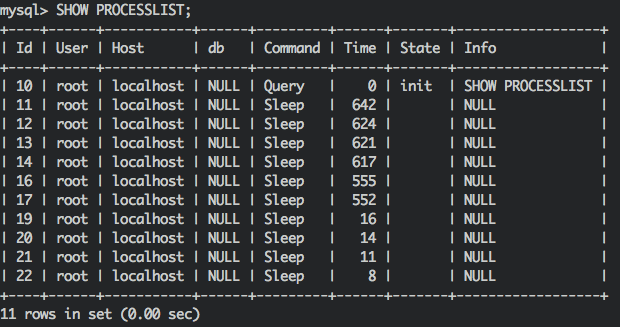 mysql> SHOW PROCESSLIST;
+----+------+-----------+------+---------+------+-------+------------------+
| Id | User | Host      | db   | Command | Time | State | Info             |
+----+------+-----------+------+---------+------+-------+------------------+
| 10 | root | localhost | NULL | Query   |    0 | init  | SHOW PROCESSLIST |
| 11 | root | localhost | NULL | Sleep   |  642 |       | NULL             |
| 12 | root | localhost | NULL | Sleep   |  624 |       | NULL             |
| 13 | root | localhost | NULL | Sleep   |  621 |       | NULL             |
| 14 | root | localhost | NULL | Sleep   |  617 |       | NULL             |
| 16 | root | localhost | NULL | Sleep   |  555 |       | NULL             |
| 17 | root | localhost | NULL | Sleep   |  552 |       | NULL             |
| 19 | root | localhost | NULL | Sleep   |   16 |       | NULL             |
| 20 | root | localhost | NULL | Sleep   |   14 |       | NULL             |
| 21 | root | localhost | NULL | Sleep   |   11 |       | NULL             |
| 22 | root | localhost | NULL | Sleep   |    8 |       | NULL             |
+----+------+-----------+------+---------+------+-------+------------------+
11 rows in set (0.00 sec)